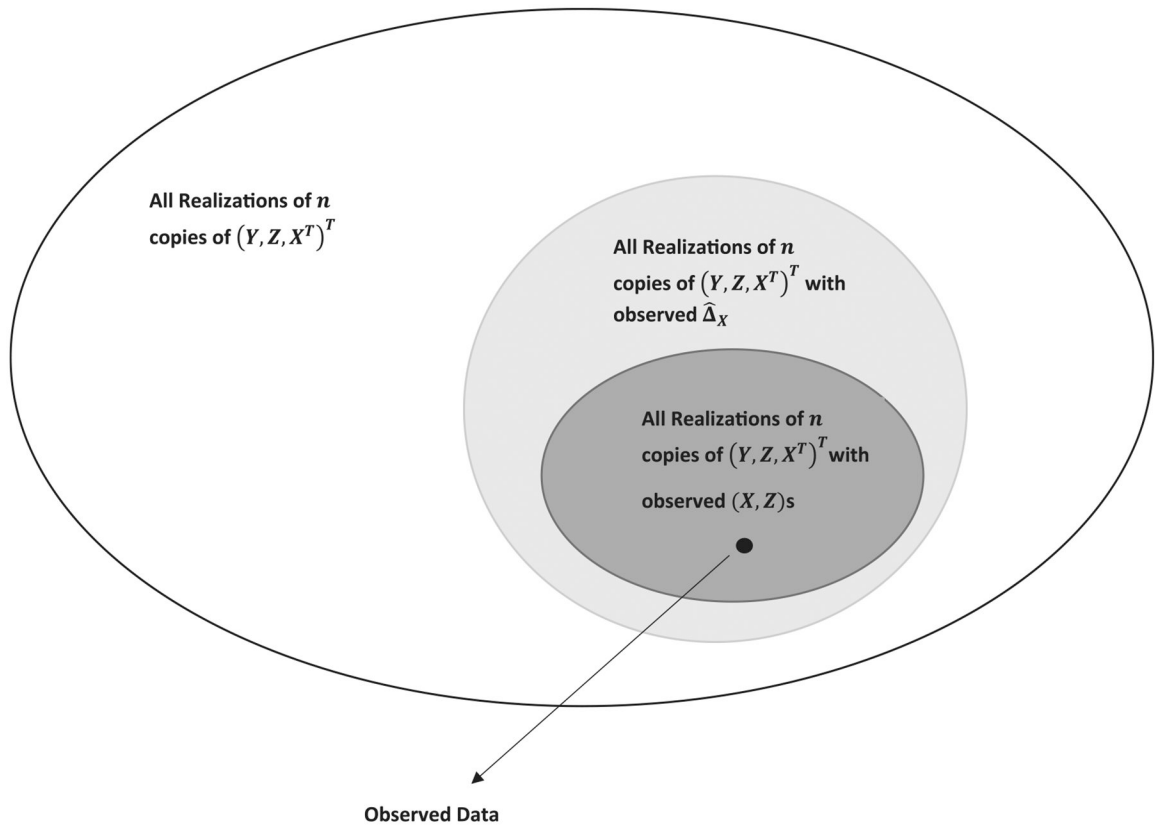 All Realizations of n
copies of (Y, Z, X^T)^T
All Realizations of n
copies of (Y, Z, X^T)^T with
observed Δ̂_X
All Realizations of n
copies of (Y, Z, X^T)^T with
observed (X, Z)s
Observed Data